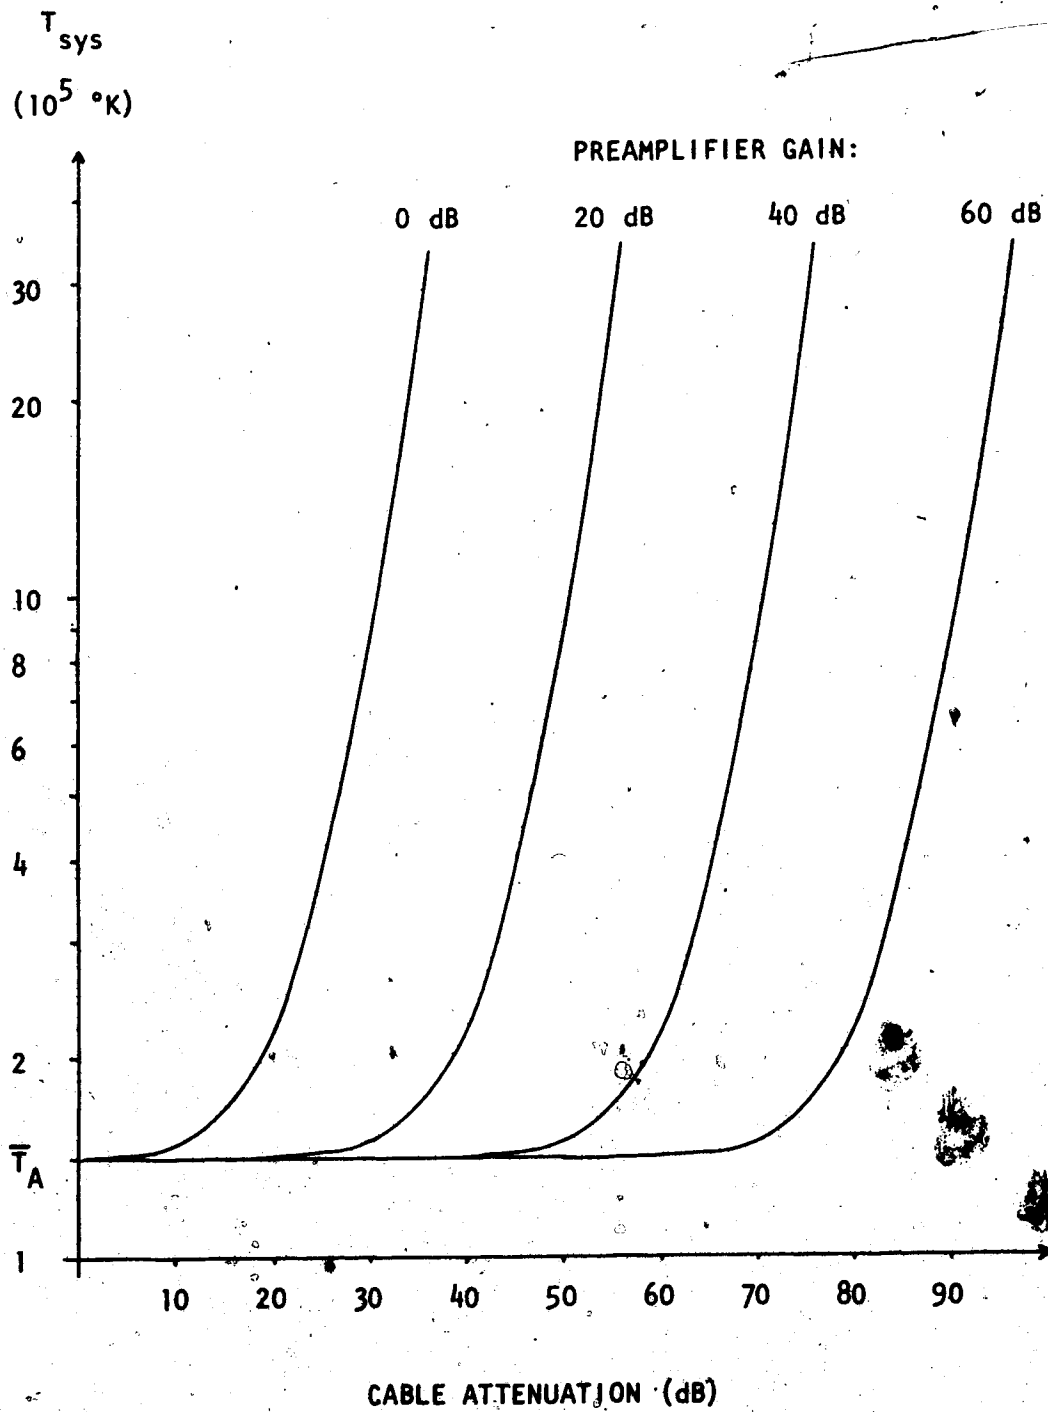 T sys
(10^5 °K)
PREAMPLIFIER GAIN:
0 dB 20 dB 40 dB 60 dB
30
20
10
8
6
4
2
T̅_A
1
10 20 30 40 50 60 70 80 90
CABLE ATTENUATION (dB)